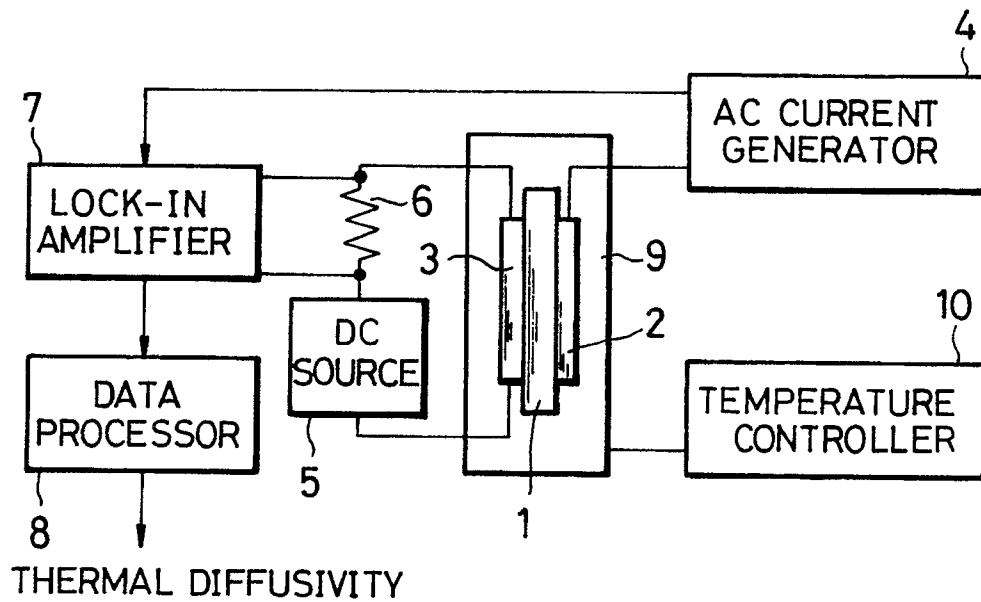 4
AC CURRENT
GENERATOR
7
LOCK-IN
AMPLIFIER
6
3
9
2
DC
SOURCE
10
TEMPERATURE
CONTROLLER
DATA
PROCESSOR
5
1
8
THERMAL DIFFUSIVITY